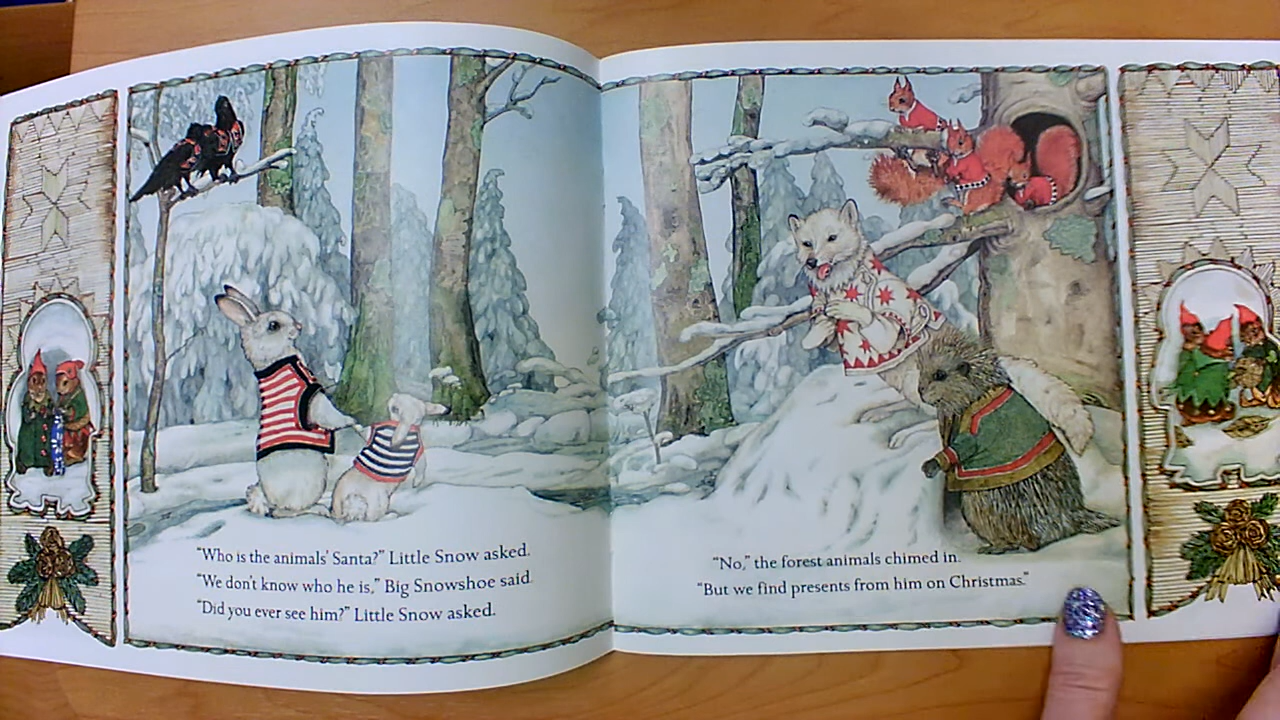 "Who is the animals' Santa?" Little Snow asked.
"We don't know who he is," Big Snowshoe said.
"Did you ever see him?" Little Snow asked.
"No," the forest animals chimed in.
"But we find presents from him on Christmas."